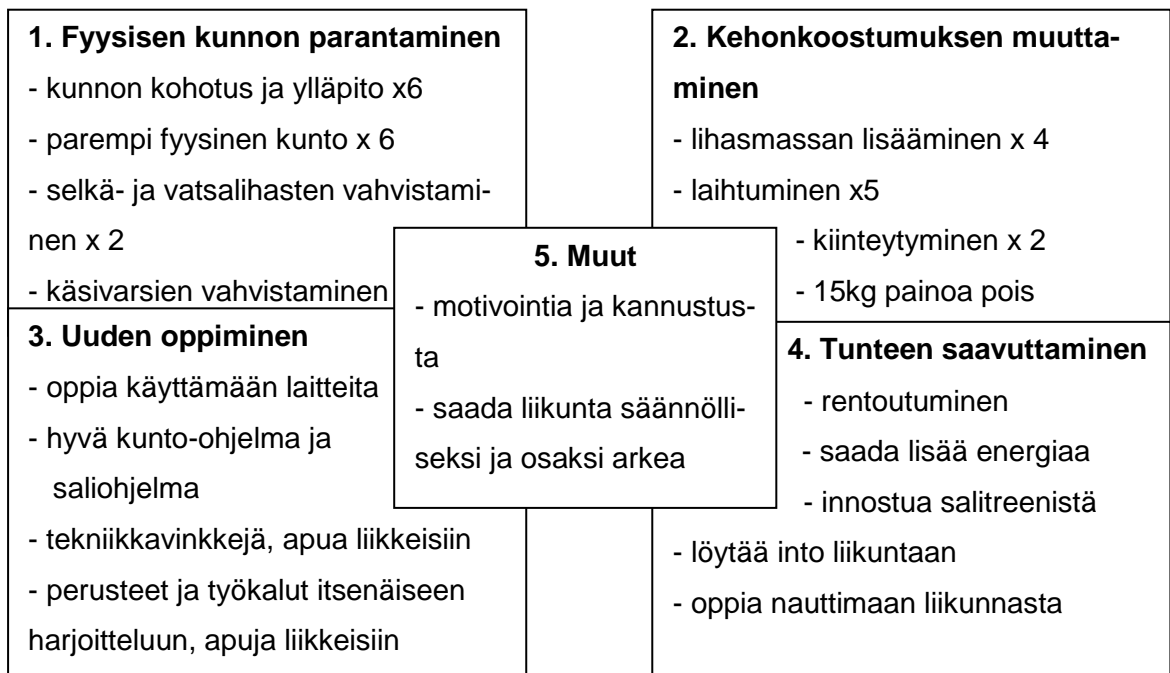 1. Fyysisen kunnon parantaminen
- kunnon kohotus ja ylläpito x6
- parempi fyysinen kunto x 6
- selkä- ja vatsalihasten vahvistami-
nen x 2
- käsivarsien vahvistaminen
2. Kehonkoostumuksen muutta-
minen
- lihasmassan lisääminen x 4
- laihtuminen x5
- kiinteytyminen x 2
- 15kg painoa pois
3. Uuden oppiminen
- oppia käyttämään laitteita
- hyvä kunto-ohjelma ja
saliohjelma
- tekniikkavinkkejä, apua liikkeisiin
- perusteet ja työkalut itsenäiseen
harjoitteluun, apuja liikkeisiin
4. Tunteen saavuttaminen
- rentoutuminen
- saada lisää energiaa
- innostua salitreenistä
- löytää into liikuntaan
- oppia nauttimaan liikunnasta
5. Muut
- motivointia ja kannustus-
ta
- saada liikunta säännölli-
seksi ja osaksi arkea